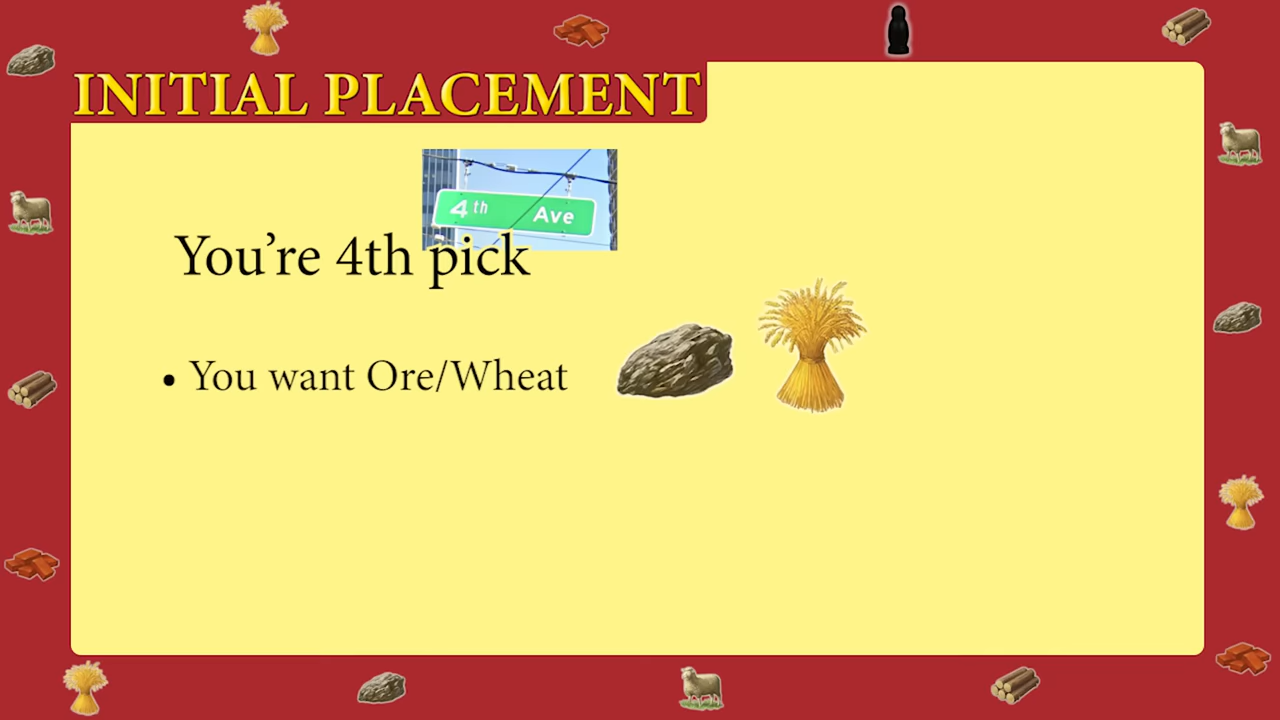 INITIAL PLACEMENT
4th Ave
You're 4th pick
• You want Ore/Wheat